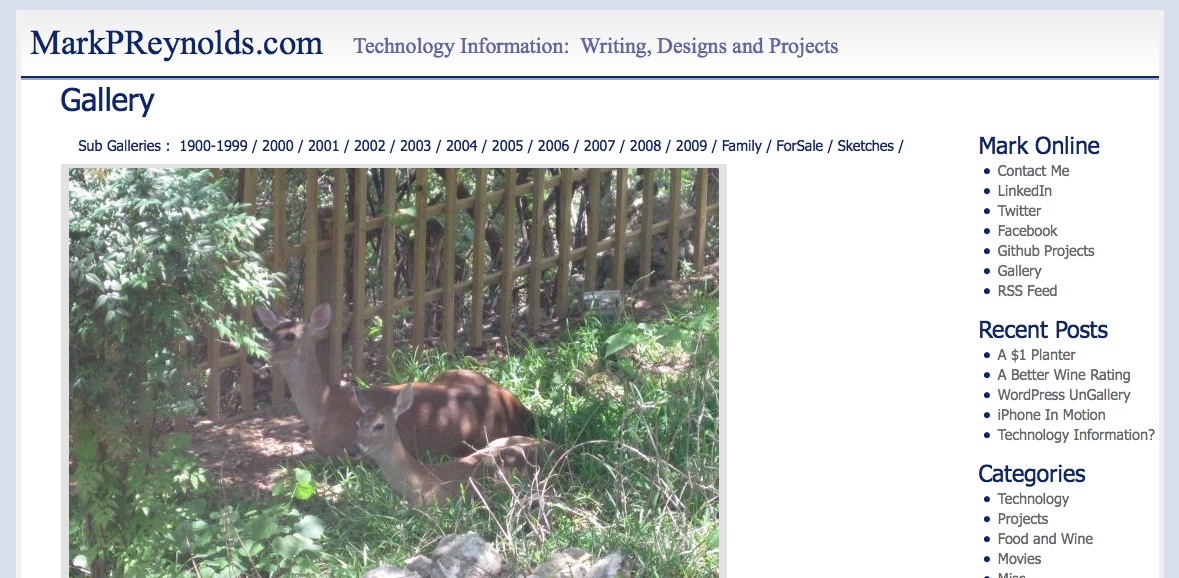 MarkPReynolds.com
Technology Information:  Writing, Designs and Projects
Gallery
Sub Galleries :  1900-1999 / 2000 / 2001 / 2002 / 2003 / 2004 / 2005 / 2006 / 2007 / 2008 / 2009 / Family / ForSale / Sketches /
Mark Online
Contact Me
LinkedIn
Twitter
Facebook
Github Projects
Gallery
RSS Feed
Recent Posts
A $1 Planter
A Better Wine Rating
WordPress UnGallery
iPhone In Motion
Technology Information?
Categories
Technology
Projects
Food and Wine
Movies